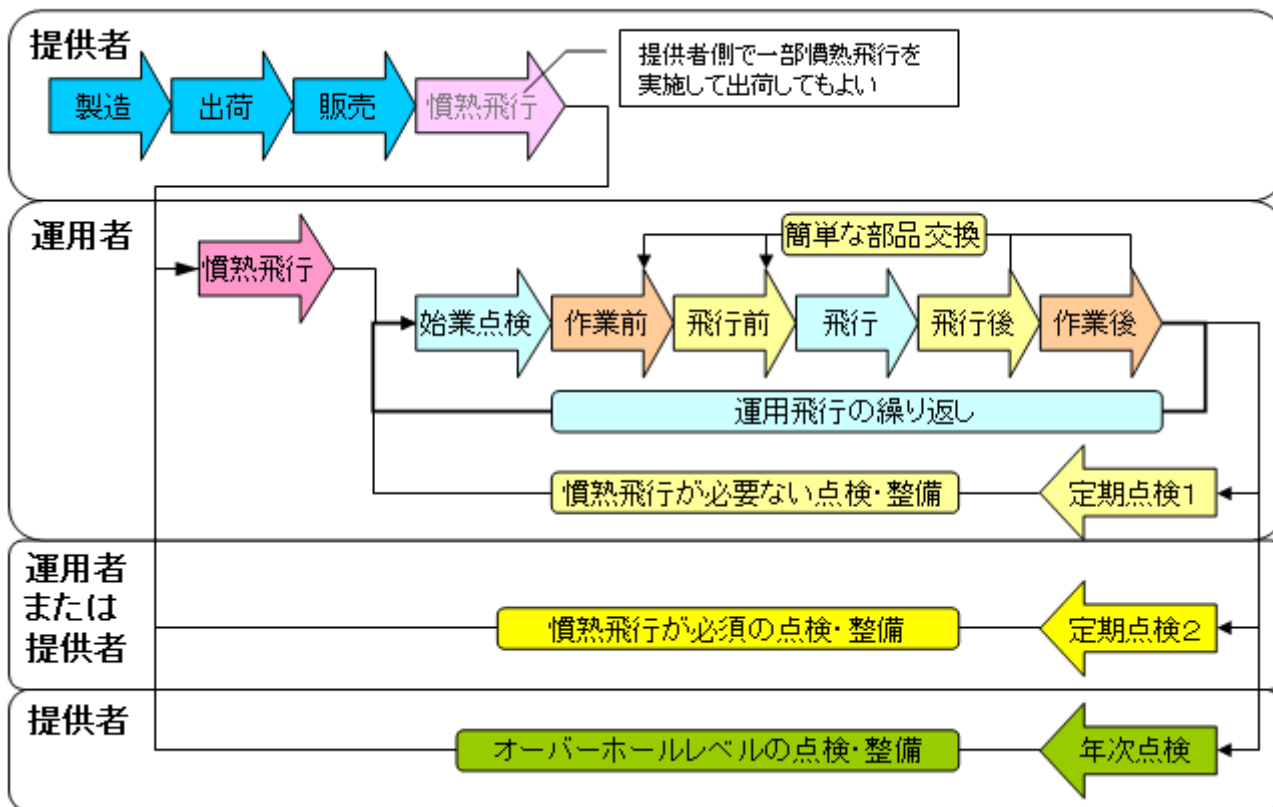 提供者
製造
出荷
販売
慣熟飛行
提供者側で一部慣熟飛行を
実施して出荷してもよい
運用者
慣熟飛行
簡単な部品交換
始業点検
作業前
飛行前
飛行
飛行後
作業後
運用飛行の繰り返し
慣熟飛行が必要ない点検・整備
定期点検1
運用者
または
提供者
慣熟飛行が必須の点検・整備
定期点検2
提供者
オーバーホールレベルの点検・整備
年次点検